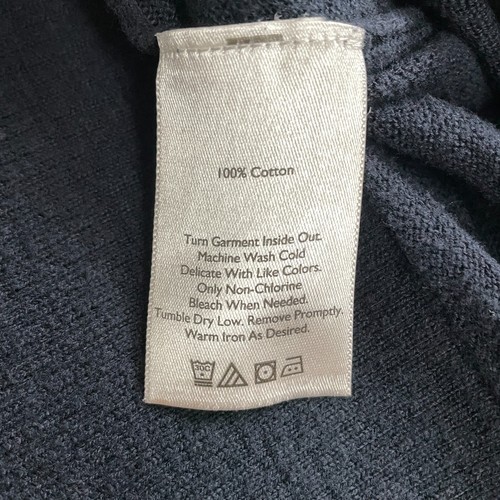 100% Cotton
Turn Garment Inside Out.
Machine Wash Cold
Delicate With Like Colors.
Only Non-Chlorine
Bleach When Needed.
Tumble Dry Low. Remove Promptly.
Warm Iron As Desired.
30C